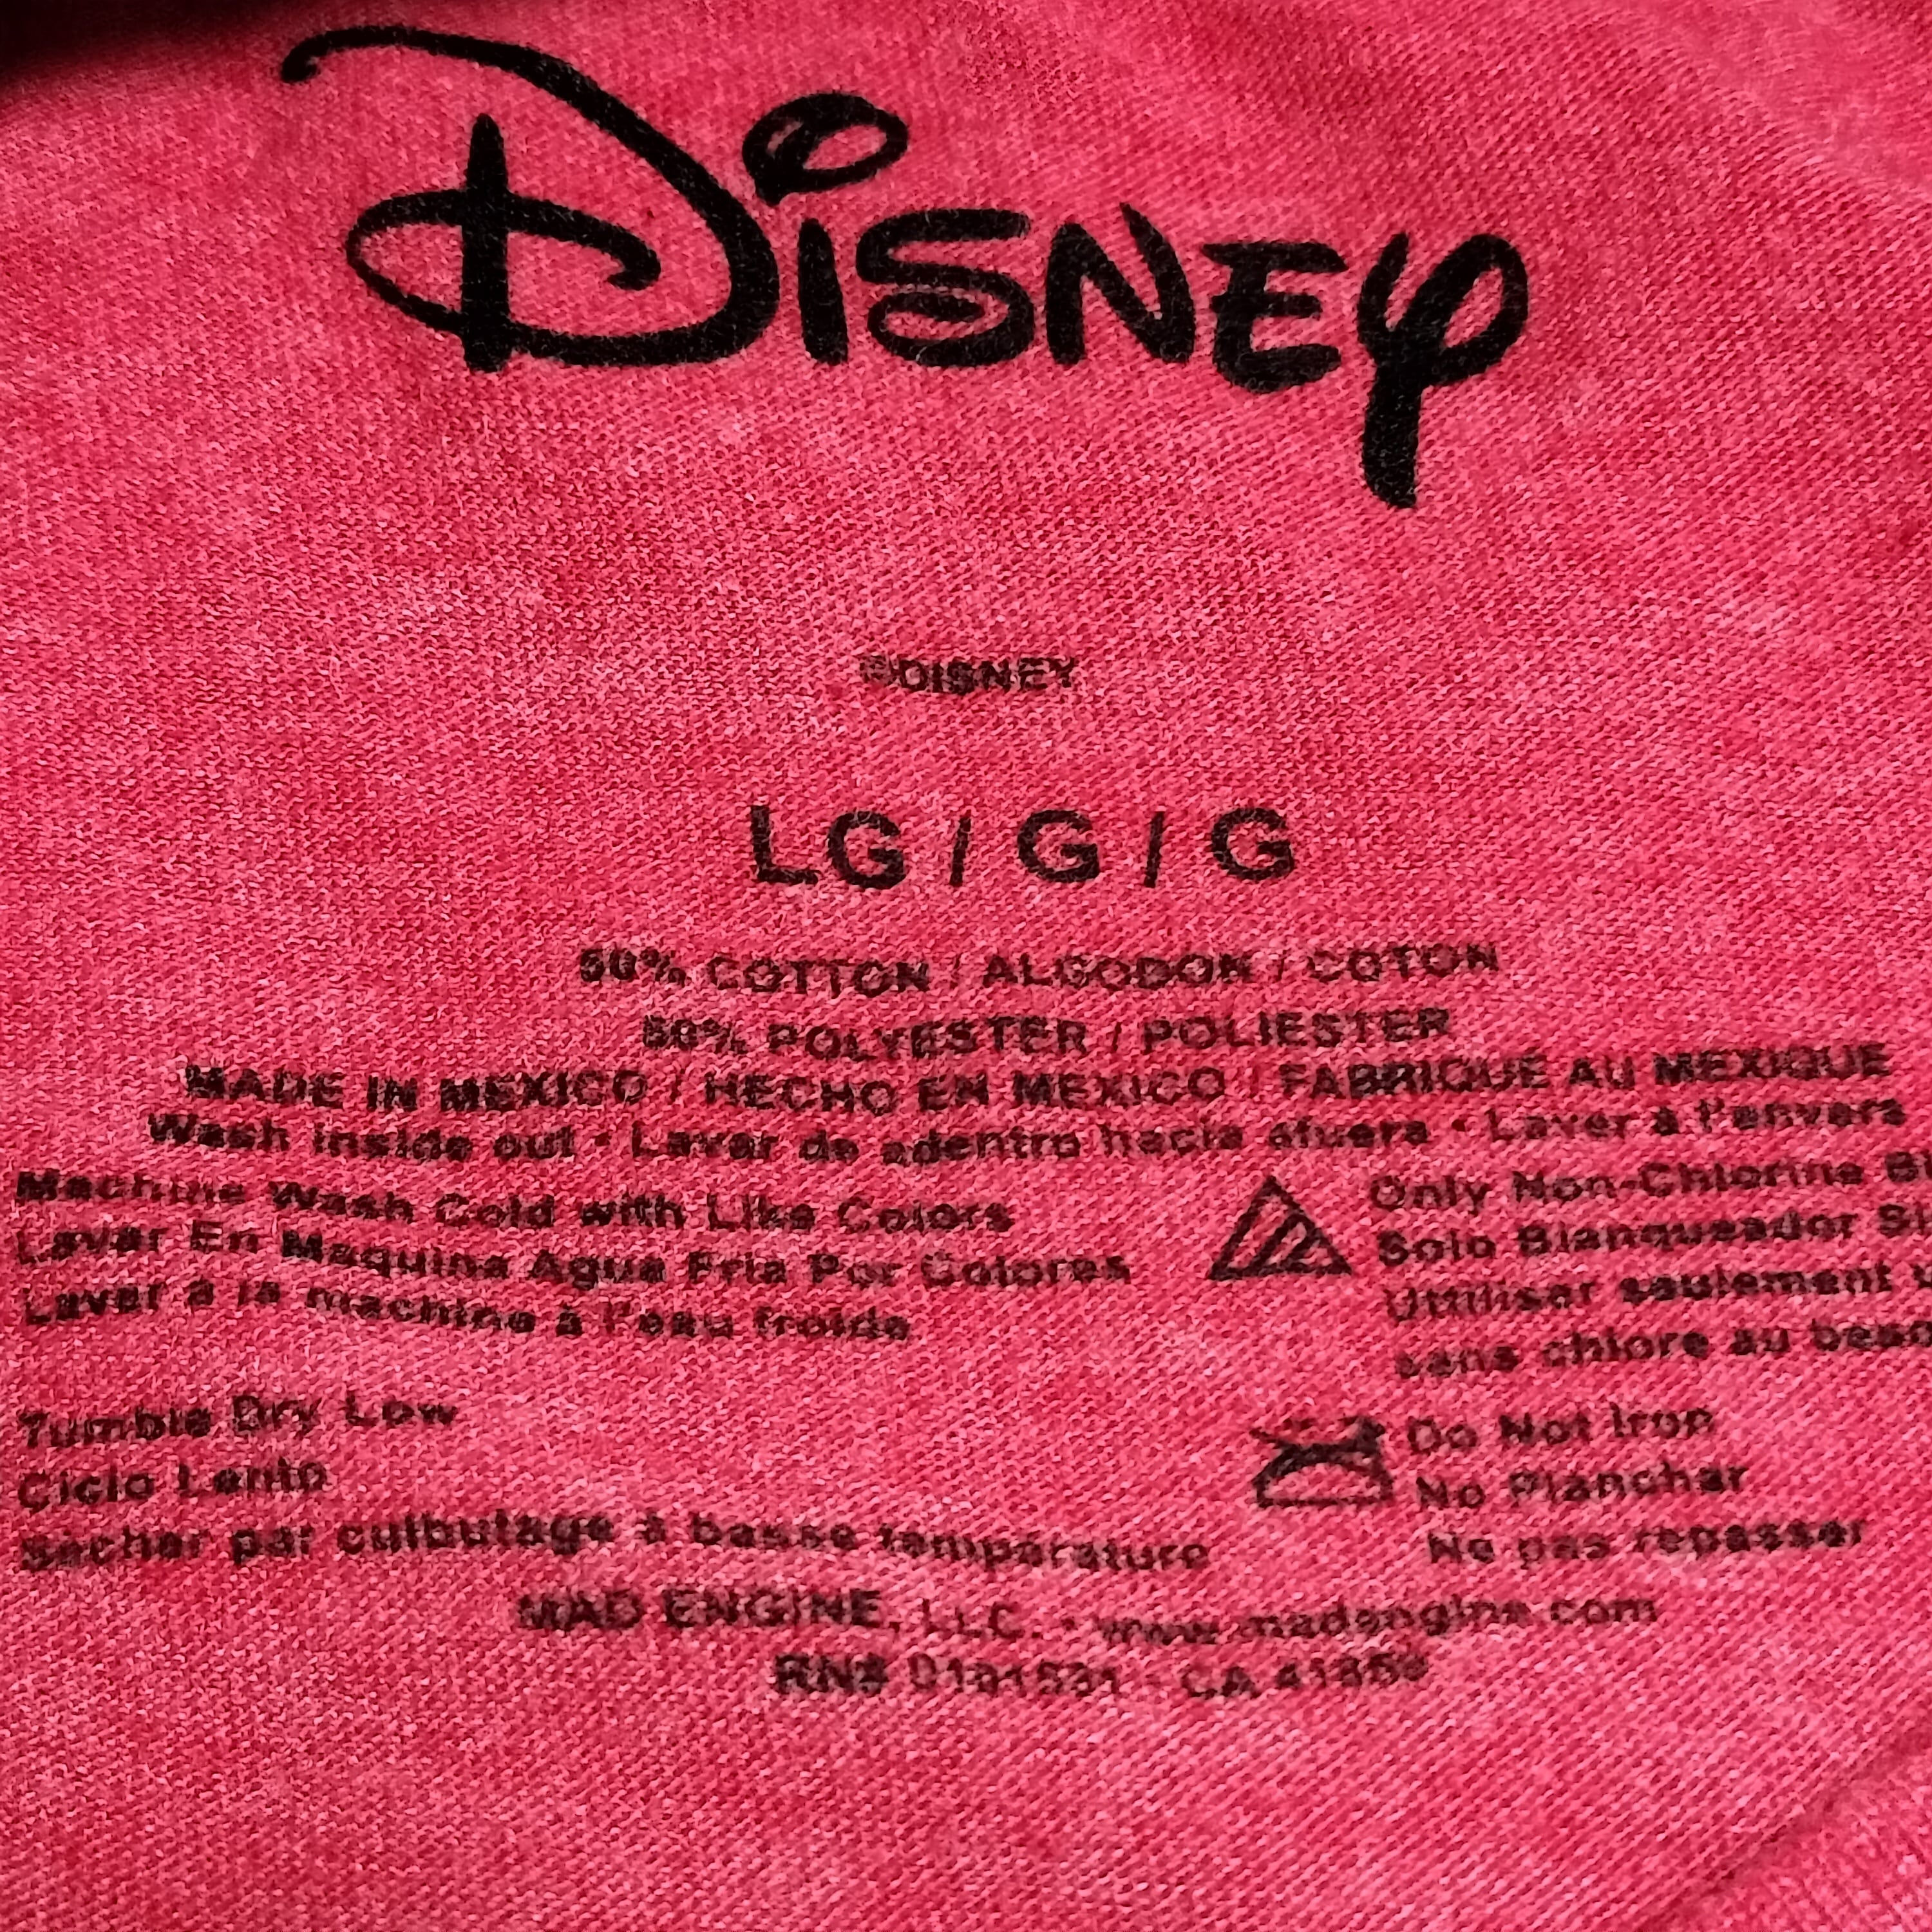 Disney
©DISNEY
LG / G / G
50% COTTON / ALGODON / COTON
50% POLYESTER / POLIESTER
MADE IN MEXICO / HECHO EN MEXICO / FABRIQUE AU MEXIQUE
Wash inside out • Lavar de adentro hacia afuera • Laver à l'envers
Machine Wash Cold with Like Colors
Lavar En Maquina Agua Fria Por Colores
Laver à la machine à l'eau froide
Only Non-Chlorine
Solo Blanqueador
Utiliser seulement
sans chlore au
Tumble Dry Low
Ciclo Lento
Sécher par culbutage à basse température
Do Not Iron
No Planchar
Ne pas repasser
MAD ENGINE, LLC. • www.madengine.com
RN# 0101531 - CA